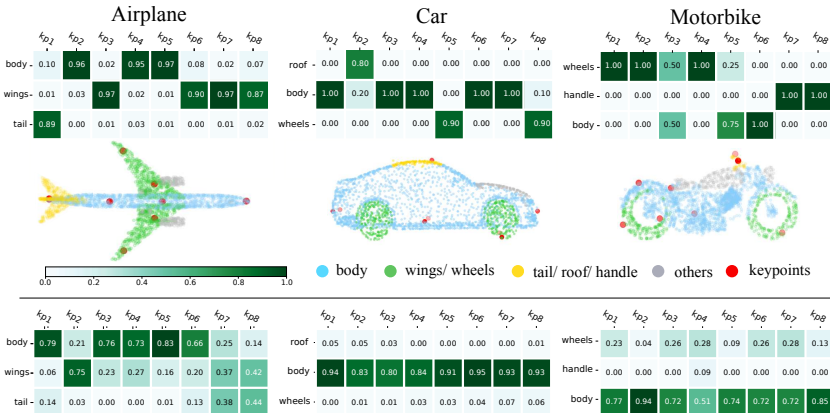 Airplane Car Motorbike
kp1 kp2 kp3 kp4 kp5 kp6 kp7 kp8 kp1 kp2 kp3 kp4 kp5 kp6 kp7 kp8 kp1 kp2 kp3 kp4 kp5 kp6 kp7 kp8
body 0.10 0.96 0.02 0.95 0.97 0.08 0.02 0.07 roof 0.00 0.80 0.00 0.00 0.00 0.00 0.00 0.00 wheels 1.00 1.00 0.50 1.00 0.25 0.00 0.00 0.00
wings 0.01 0.03 0.97 0.02 0.01 0.90 0.97 0.87 body 1.00 0.20 1.00 1.00 0.00 1.00 1.00 0.10 handle 0.00 0.00 0.00 0.00 0.00 0.00 1.00 1.00
tail 0.89 0.00 0.01 0.03 0.01 0.00 0.01 0.02 wheels 0.00 0.00 0.00 0.00 0.90 0.00 0.00 0.90 body 0.00 0.00 0.50 0.00 0.75 1.00 0.00 0.00
0.0 0.2 0.4 0.6 0.8 1.0
body wings/ wheels tail/ roof/ handle others keypoints
kp1 kp2 kp3 kp4 kp5 kp6 kp7 kp8 kp1 kp2 kp3 kp4 kp5 kp6 kp7 kp8 kp1 kp2 kp3 kp4 kp5 kp6 kp7 kp8
body 0.79 0.21 0.76 0.73 0.83 0.66 0.25 0.14 roof 0.05 0.05 0.03 0.00 0.00 0.00 0.00 0.01 wheels 0.23 0.04 0.26 0.28 0.09 0.26 0.28 0.13
wings 0.06 0.75 0.23 0.27 0.16 0.20 0.37 0.42 body 0.94 0.83 0.80 0.84 0.91 0.95 0.93 0.93 handle 0.00 0.00 0.00 0.09 0.00 0.00 0.00 0.00
tail 0.14 0.03 0.00 0.00 0.01 0.13 0.38 0.44 wheels 0.00 0.01 0.03 0.01 0.03 0.04 0.07 0.06 body 0.77 0.94 0.72 0.51 0.74 0.72 0.72 0.85